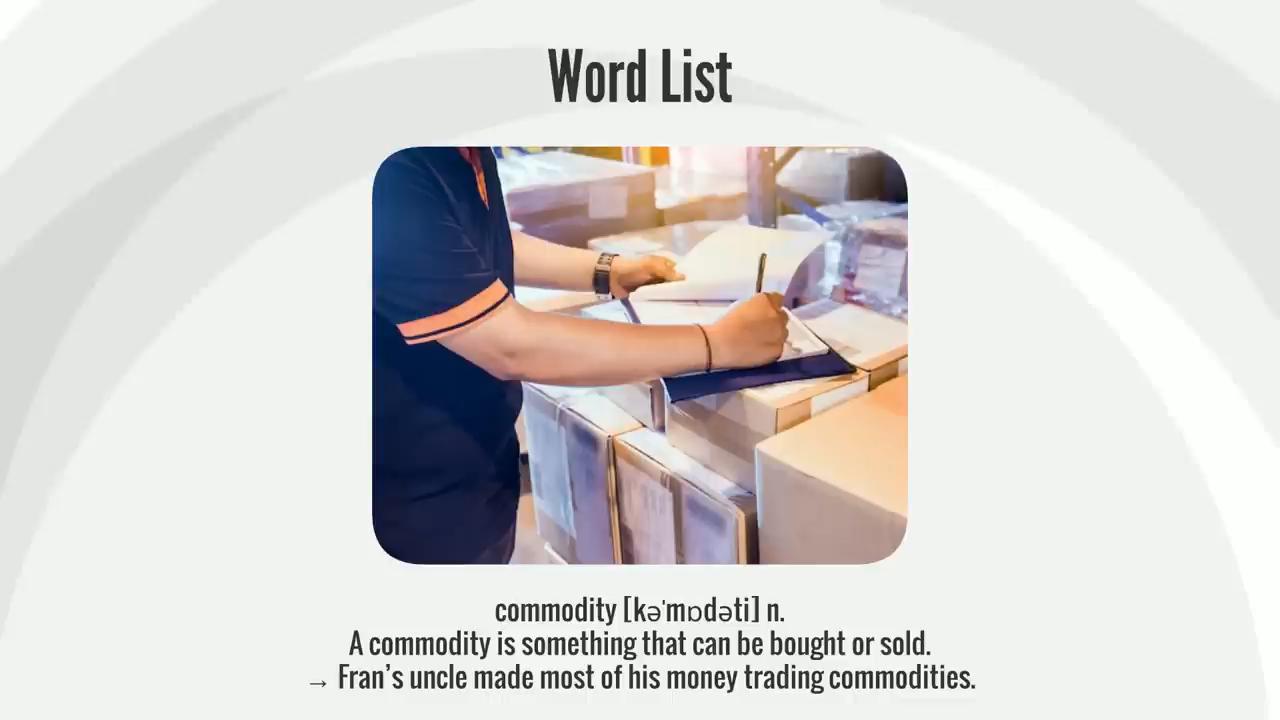 Word List
commodity [kəˈmɒdəti] n.
A commodity is something that can be bought or sold.
→ Fran’s uncle made most of his money trading commodities.